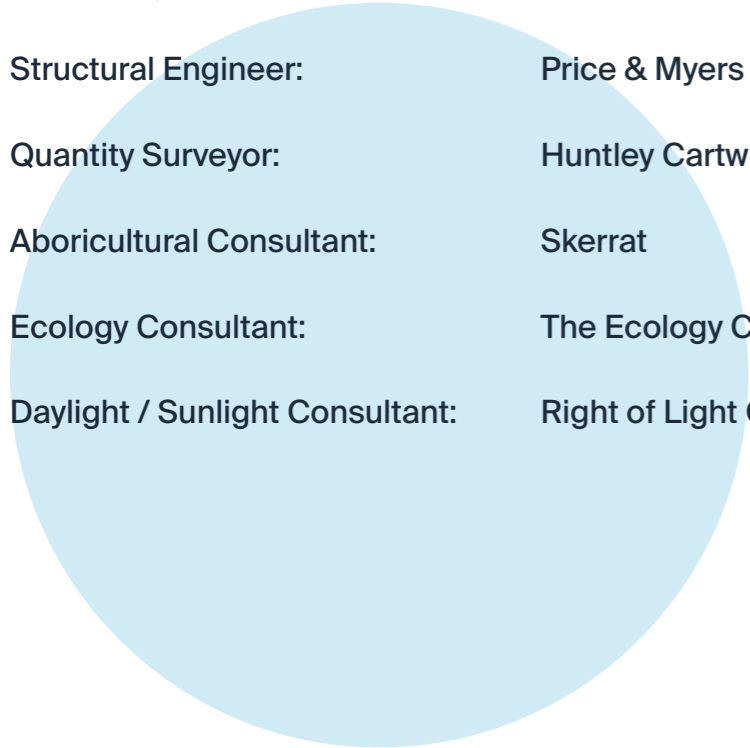 Structural Engineer: Price & Myers
Quantity Surveyor: Huntley
Aboricultural Consultant: Skerrat
Ecology Consultant: The Ecology
Daylight / Sunlight Consultant: Right of Light